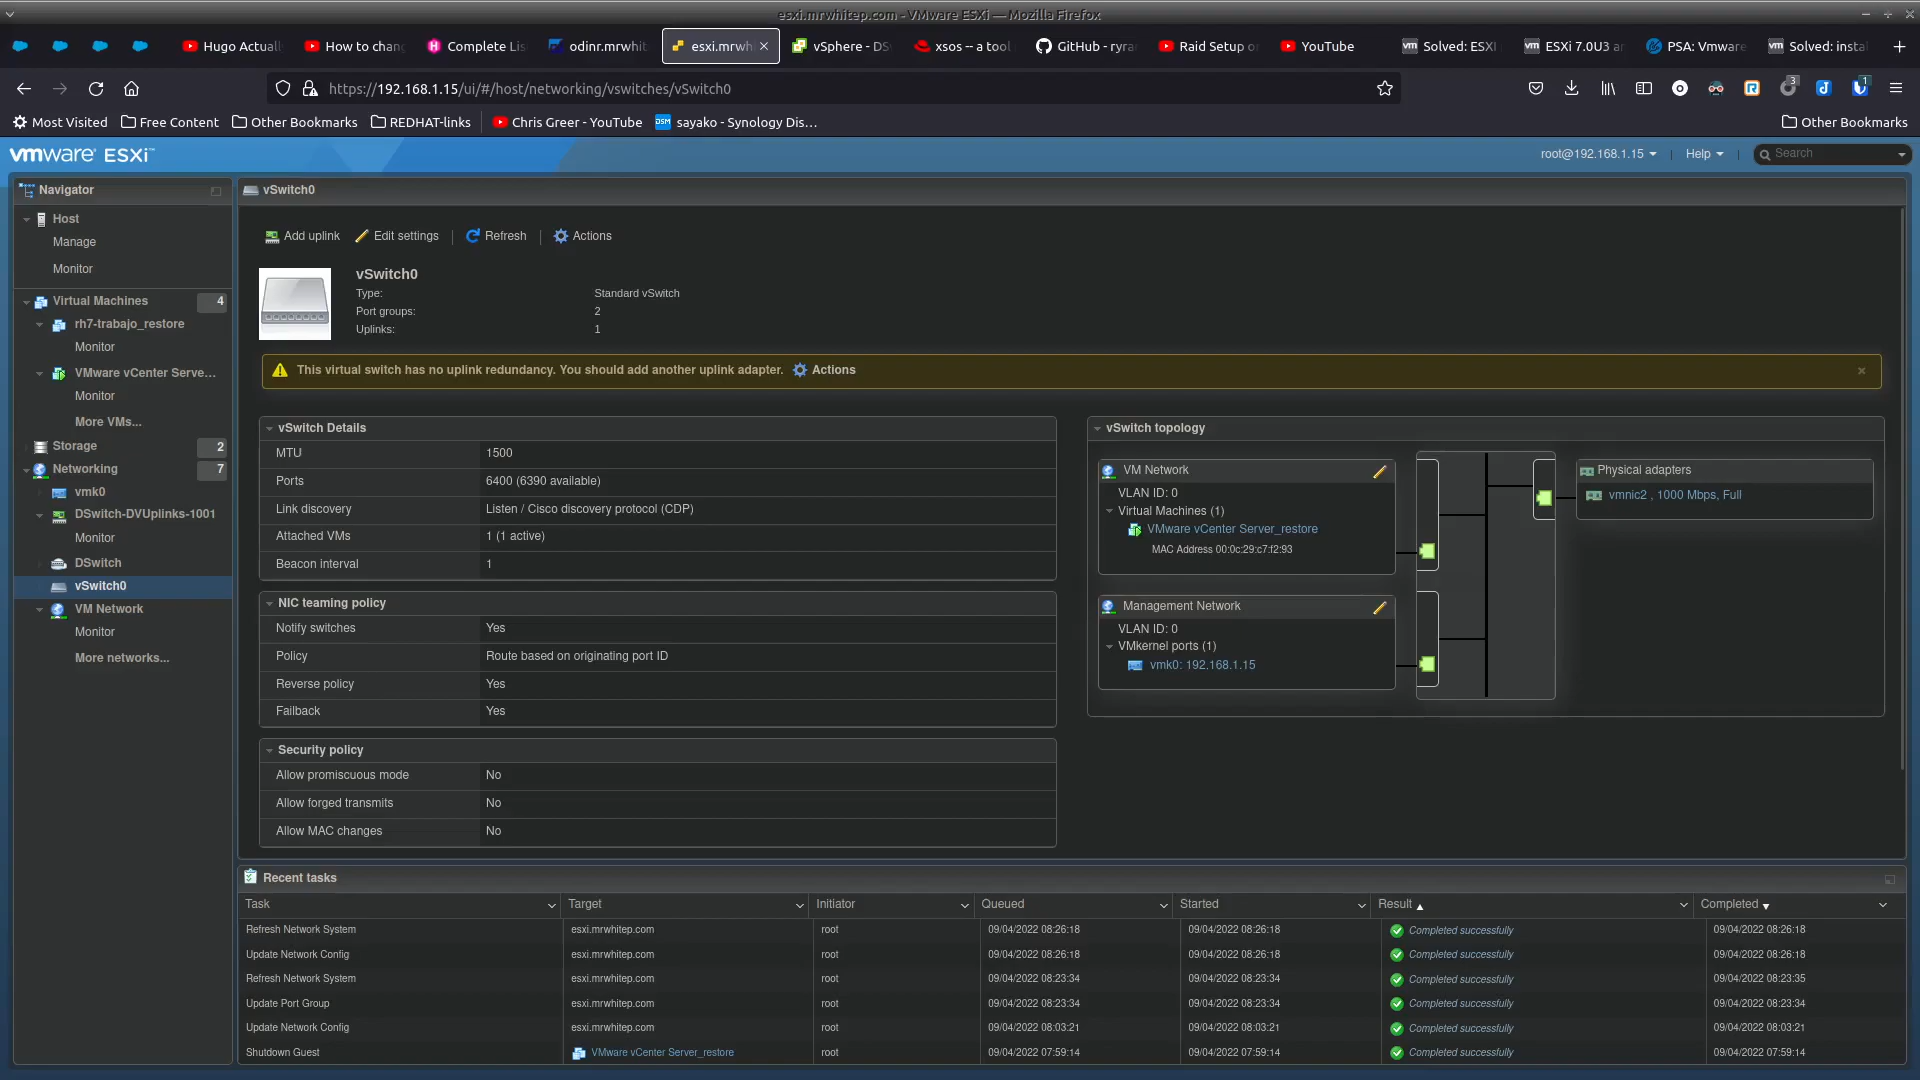 esxi.mrwhitep.com - VMware ESXi — Mozilla Firefox
Hugo Actual
How to chan
Complete Lis
odinr.mrwhit
esxi.mrwh
vSphere - DS
xsos -- a tool
GitHub - ryra
Raid Setup o
YouTube
Solved: ESXi
ESXi 7.0U3 a
PSA: Vmware
Solved: insta
https://192.168.1.15/ui/#/host/networking/vswitches/vSwitch0
3
1
Most Visited
Free Content
Other Bookmarks
REDHAT-links
Chris Greer - YouTube
DSM
sayako - Synology Dis…
Other Bookmarks
vmware ESXi
root@192.168.1.15
Help
Search
Navigator
Host
Manage
Monitor
Virtual Machines 4
rh7-trabajo_restore
Monitor
VMware vCenter Serve...
Monitor
More VMs...
Storage 2
Networking 7
vmk0
DSwitch-DVUplinks-1001
Monitor
DSwitch
vSwitch0
VM Network
Monitor
More networks...
vSwitch0
Add uplink
Edit settings
Refresh
Actions
vSwitch0
Type: Standard vSwitch
Port groups: 2
Uplinks: 1
This virtual switch has no uplink redundancy. You should add another uplink adapter. Actions
vSwitch Details
MTU 1500
Ports 6400 (6390 available)
Link discovery Listen / Cisco discovery protocol (CDP)
Attached VMs 1 (1 active)
Beacon interval 1
NIC teaming policy
Notify switches Yes
Policy Route based on originating port ID
Reverse policy Yes
Failback Yes
Security policy
Allow promiscuous mode No
Allow forged transmits No
Allow MAC changes No
vSwitch topology
VM Network
VLAN ID: 0
Virtual Machines (1)
VMware vCenter Server_restore
MAC Address 00:0c:29:c7:f2:93
Management Network
VLAN ID: 0
VMkernel ports (1)
vmk0: 192.168.1.15
Physical adapters
vmnic2 , 1000 Mbps, Full
Recent tasks
Task Target Initiator Queued Started Result Completed
Refresh Network System esxi.mrwhitep.com root 09/04/2022 08:26:18 09/04/2022 08:26:18 Completed successfully 09/04/2022 08:26:18
Update Network Config esxi.mrwhitep.com root 09/04/2022 08:26:18 09/04/2022 08:26:18 Completed successfully 09/04/2022 08:26:18
Refresh Network System esxi.mrwhitep.com root 09/04/2022 08:23:34 09/04/2022 08:23:34 Completed successfully 09/04/2022 08:23:35
Update Port Group esxi.mrwhitep.com root 09/04/2022 08:23:34 09/04/2022 08:23:34 Completed successfully 09/04/2022 08:23:34
Update Network Config esxi.mrwhitep.com root 09/04/2022 08:03:21 09/04/2022 08:03:21 Completed successfully 09/04/2022 08:03:21
Shutdown Guest VMware vCenter Server_restore root 09/04/2022 07:59:14 09/04/2022 07:59:14 Completed successfully 09/04/2022 07:59:14